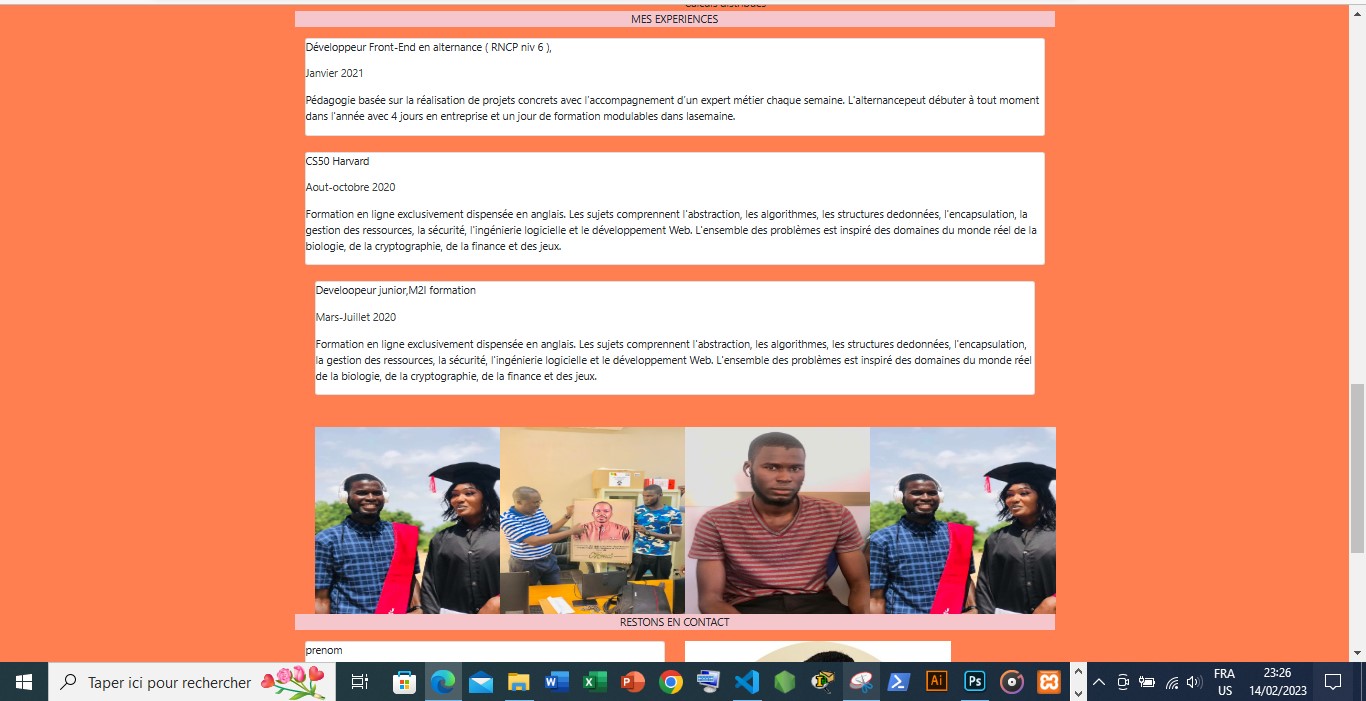 Calculs distribués
MES EXPERIENCES
Développeur Front-End en alternance ( RNCP niv 6 ),
Janvier 2021
Pédagogie basée sur la réalisation de projets concrets avec l'accompagnement d'un expert métier chaque semaine. L'alternancepeut débuter à tout moment
dans l'année avec 4 jours en entreprise et un jour de formation modulables dans lasemaine.
CS50 Harvard
Aout-octobre 2020
Formation en ligne exclusivement dispensée en anglais. Les sujets comprennent l'abstraction, les algorithmes, les structures dedonnées, l'encapsulation, la
gestion des ressources, la sécurité, l'ingénierie logicielle et le développement Web. L'ensemble des problèmes est inspiré des domaines du monde réel de la
biologie, de la cryptographie, de la finance et des jeux.
Develoopeur junior,M2I formation
Mars-Juillet 2020
Formation en ligne exclusivement dispensée en anglais. Les sujets comprennent l'abstraction, les algorithmes, les structures dedonnées, l'encapsulation,
la gestion des ressources, la sécurité, l'ingénierie logicielle et le développement Web. L'ensemble des problèmes est inspiré des domaines du monde réel
de la biologie, de la cryptographie, de la finance et des jeux.
RESTONS EN CONTACT
prenom
Taper ici pour rechercher
W
X
P
Ai
Ps
FRA
US
23:26
14/02/2023